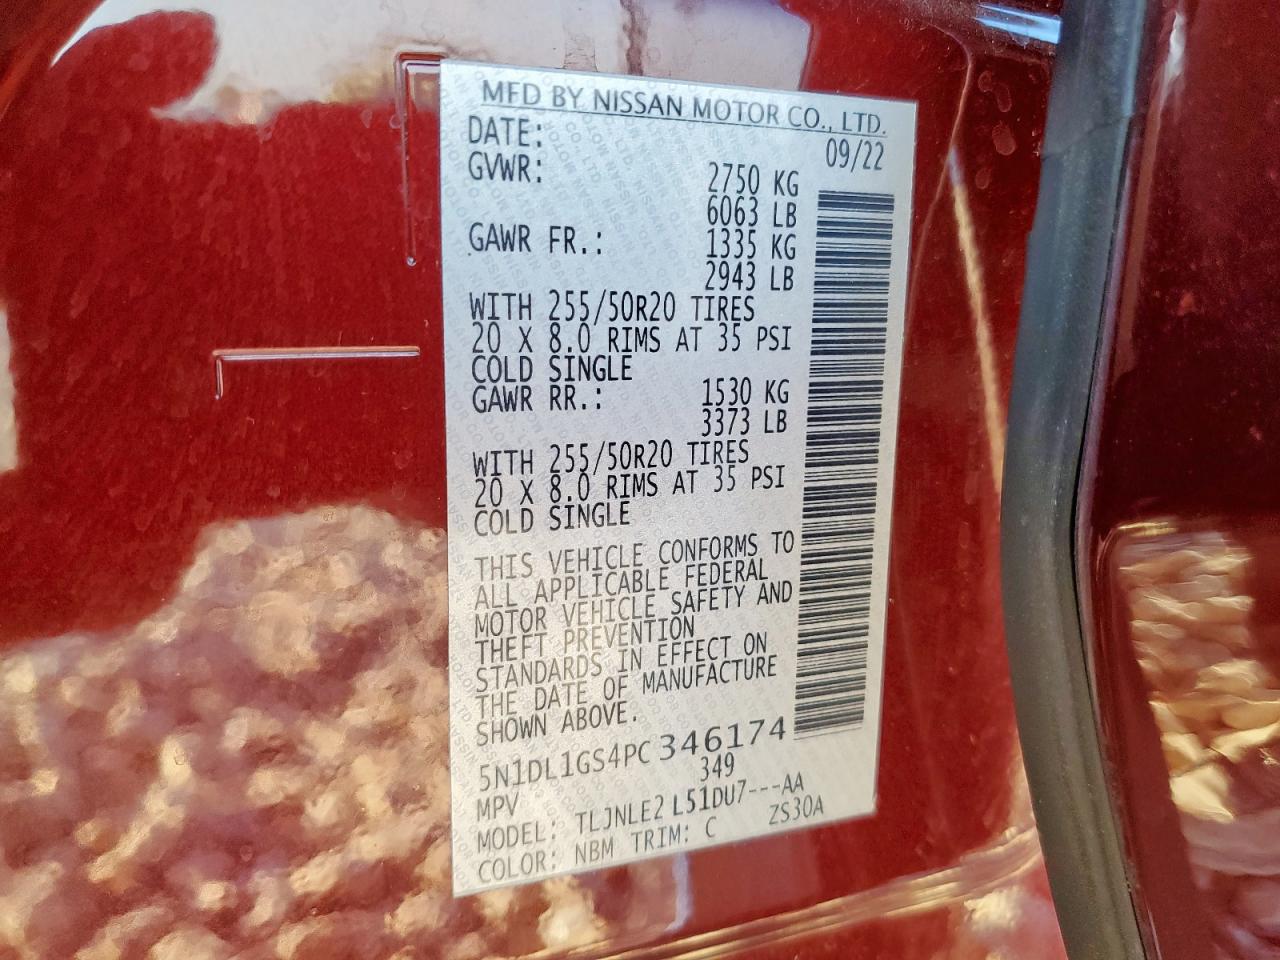 MFD BY NISSAN MOTOR CO., LTD.
DATE: 09/22
GVWR: 2750 KG
6063 LB
GAWR FR.: 1335 KG
2943 LB
WITH 255/50R20 TIRES
20 X 8.0 RIMS AT 35 PSI
COLD SINGLE
GAWR RR.: 1530 KG
3373 LB
WITH 255/50R20 TIRES
20 X 8.0 RIMS AT 35 PSI
COLD SINGLE
THIS VEHICLE CONFORMS TO
ALL APPLICABLE FEDERAL
MOTOR VEHICLE SAFETY AND
THEFT PREVENTION
STANDARDS IN EFFECT ON
THE DATE OF MANUFACTURE
SHOWN ABOVE.
5N1DL1GS4PC346174
MPV 349
MODEL: TLJNLE2 L51DU7---AA
COLOR: NBM TRIM: C ZS30A